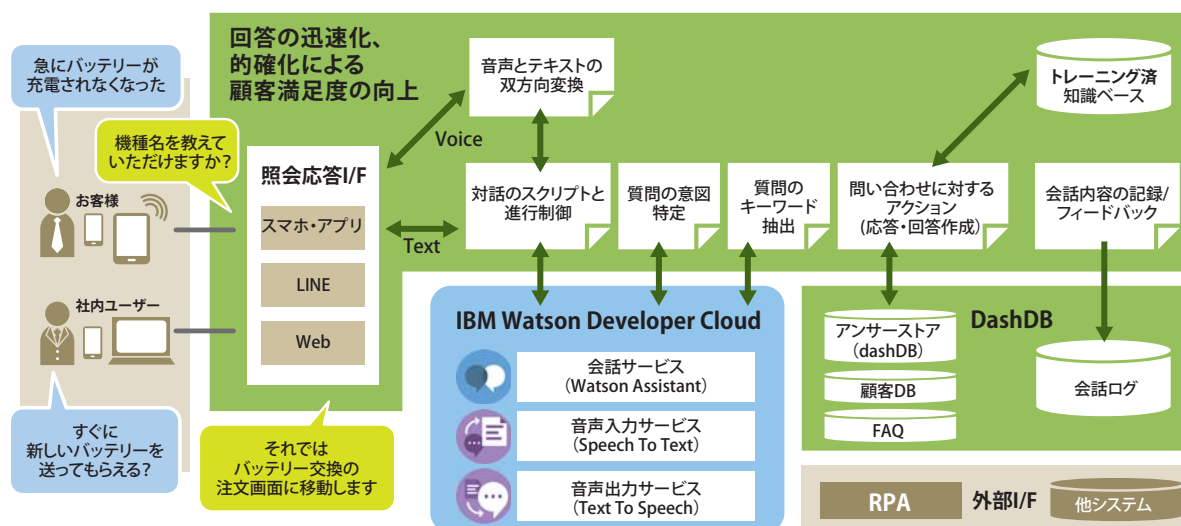 回答の迅速化、
的確化による
顧客満足度の向上
急にバッテリーが
充電されなくなった
機種名を教えて
いただけますか?
お客様
社内ユーザー
すぐに
新しいバッテリーを
送ってもらえる?
それでは
バッテリー交換の
注文画面に移動します
照会応答I/F
スマホ・アプリ
LINE
Web
Voice
Text
音声とテキストの
双方向変換
対話のスクリプトと
進行制御
質問の意図
特定
質問の
キーワード
抽出
問い合わせに対する
アクション
(応答・回答作成)
トレーニング済
知識ベース
会話内容の記録/
フィードバック
IBM Watson Developer Cloud
会話サービス
(Watson Assistant)
音声入力サービス
(Speech To Text)
音声出力サービス
(Text To Speech)
DashDB
アンサーストア
(dashDB)
顧客DB
FAQ
会話ログ
RPA
外部I/F
他システム